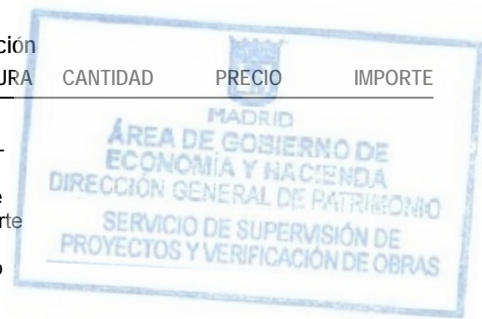 ción
URA CANTIDAD PRECIO IMPORTE
MADRID
ÁREA DE GOBIERNO DE
ECONOMÍA Y HACIENDA
DIRECCIÓN GENERAL DE PATRIMONIO
SERVICIO DE SUPERVISIÓN DE
PROYECTOS Y VERIFICACIÓN DE OBRAS
-
e
rte
o